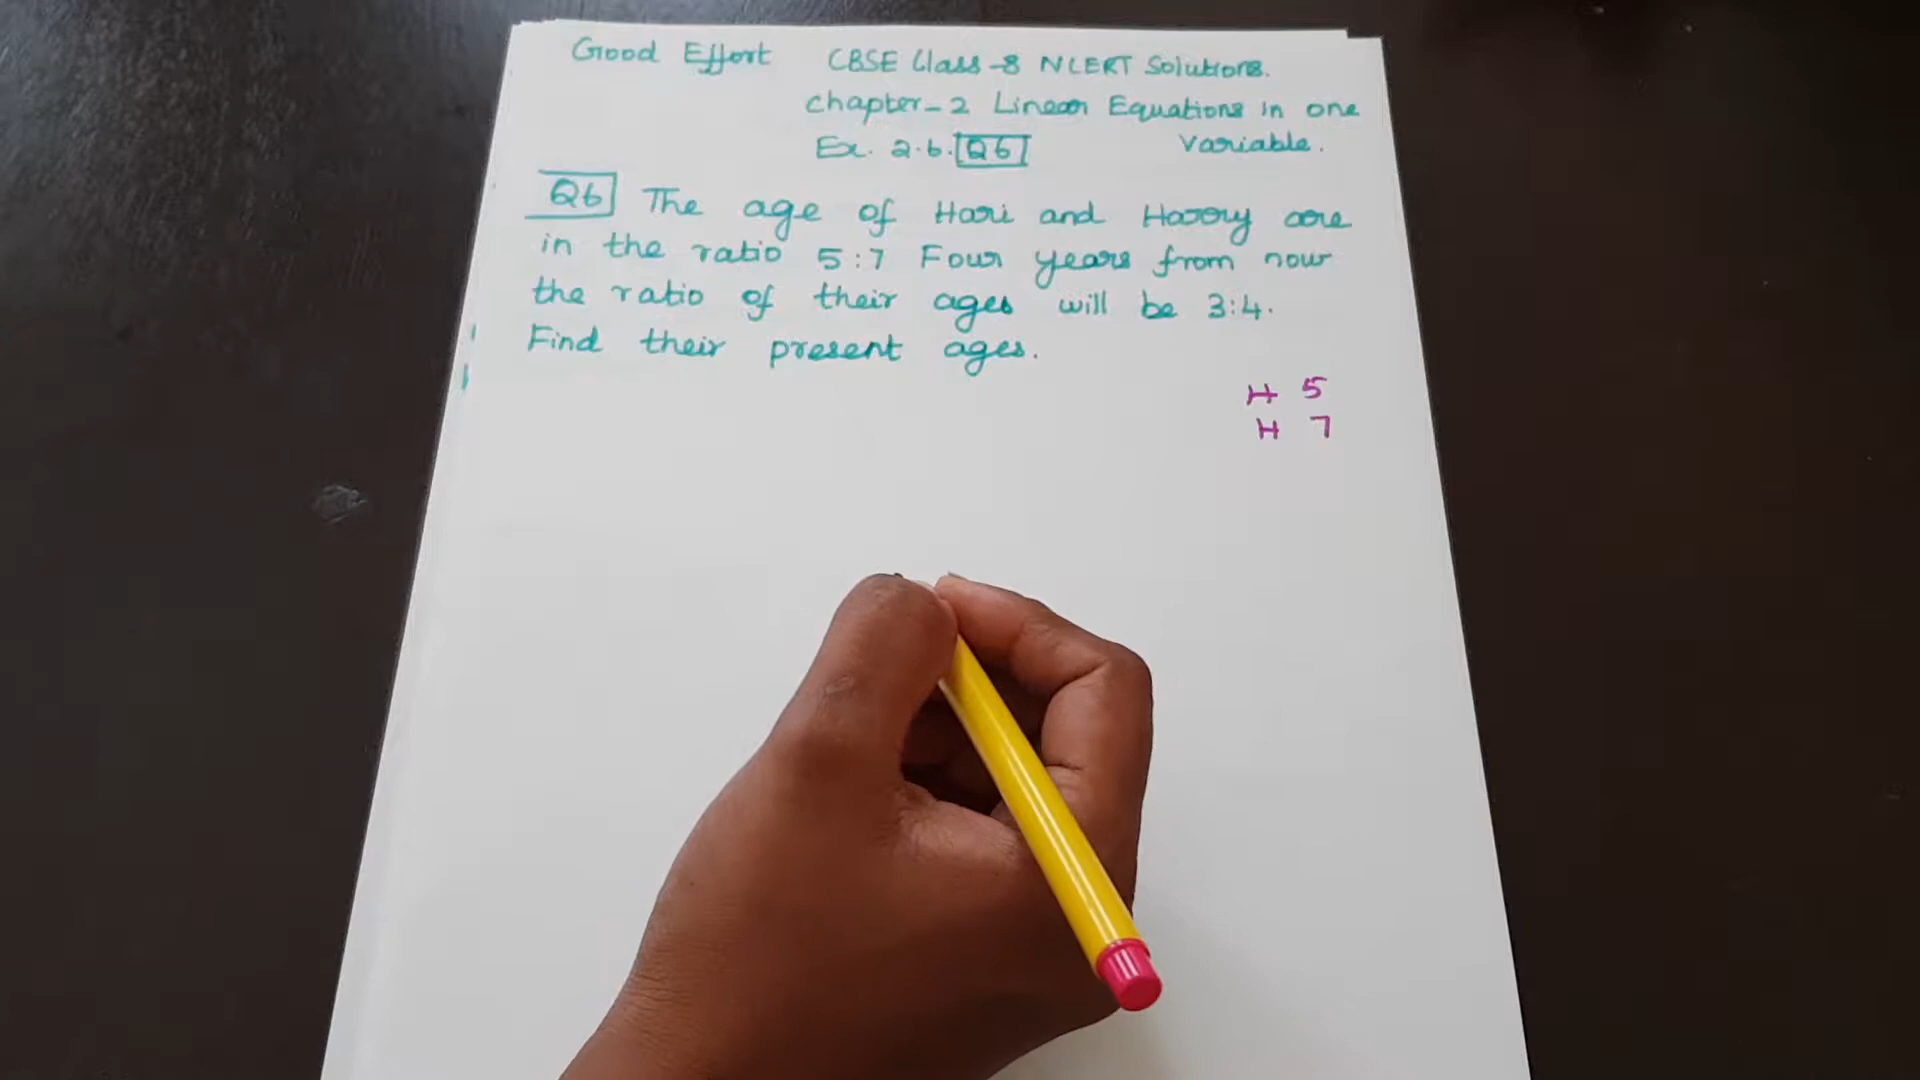 Good Effort CBSE Class-8 NCERT Solutions.
Chapter-2 Linear Equations in one
Ex. 2.6. Q6 Variable.
Q6 The age of Hari and Harry are
in the ratio 5:7 Four years from now
the ratio of their ages will be 3:4.
Find their present ages.
H 5
H 7